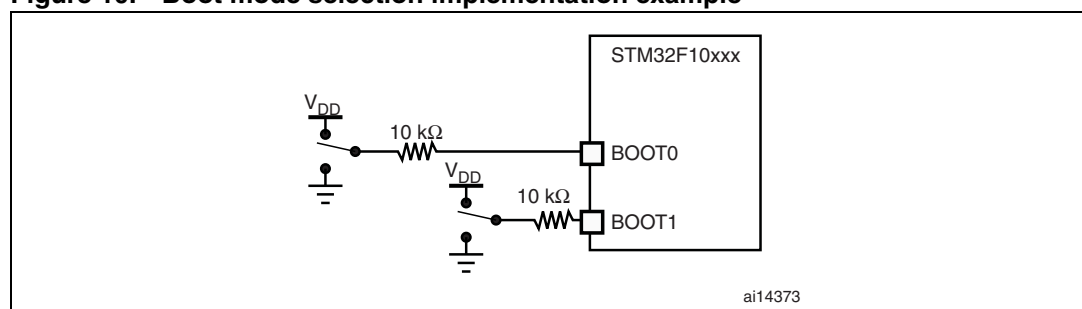 STM32F10xxx
VDD
10 kΩ
BOOT0
VDD
10 kΩ
BOOT1
ai14373